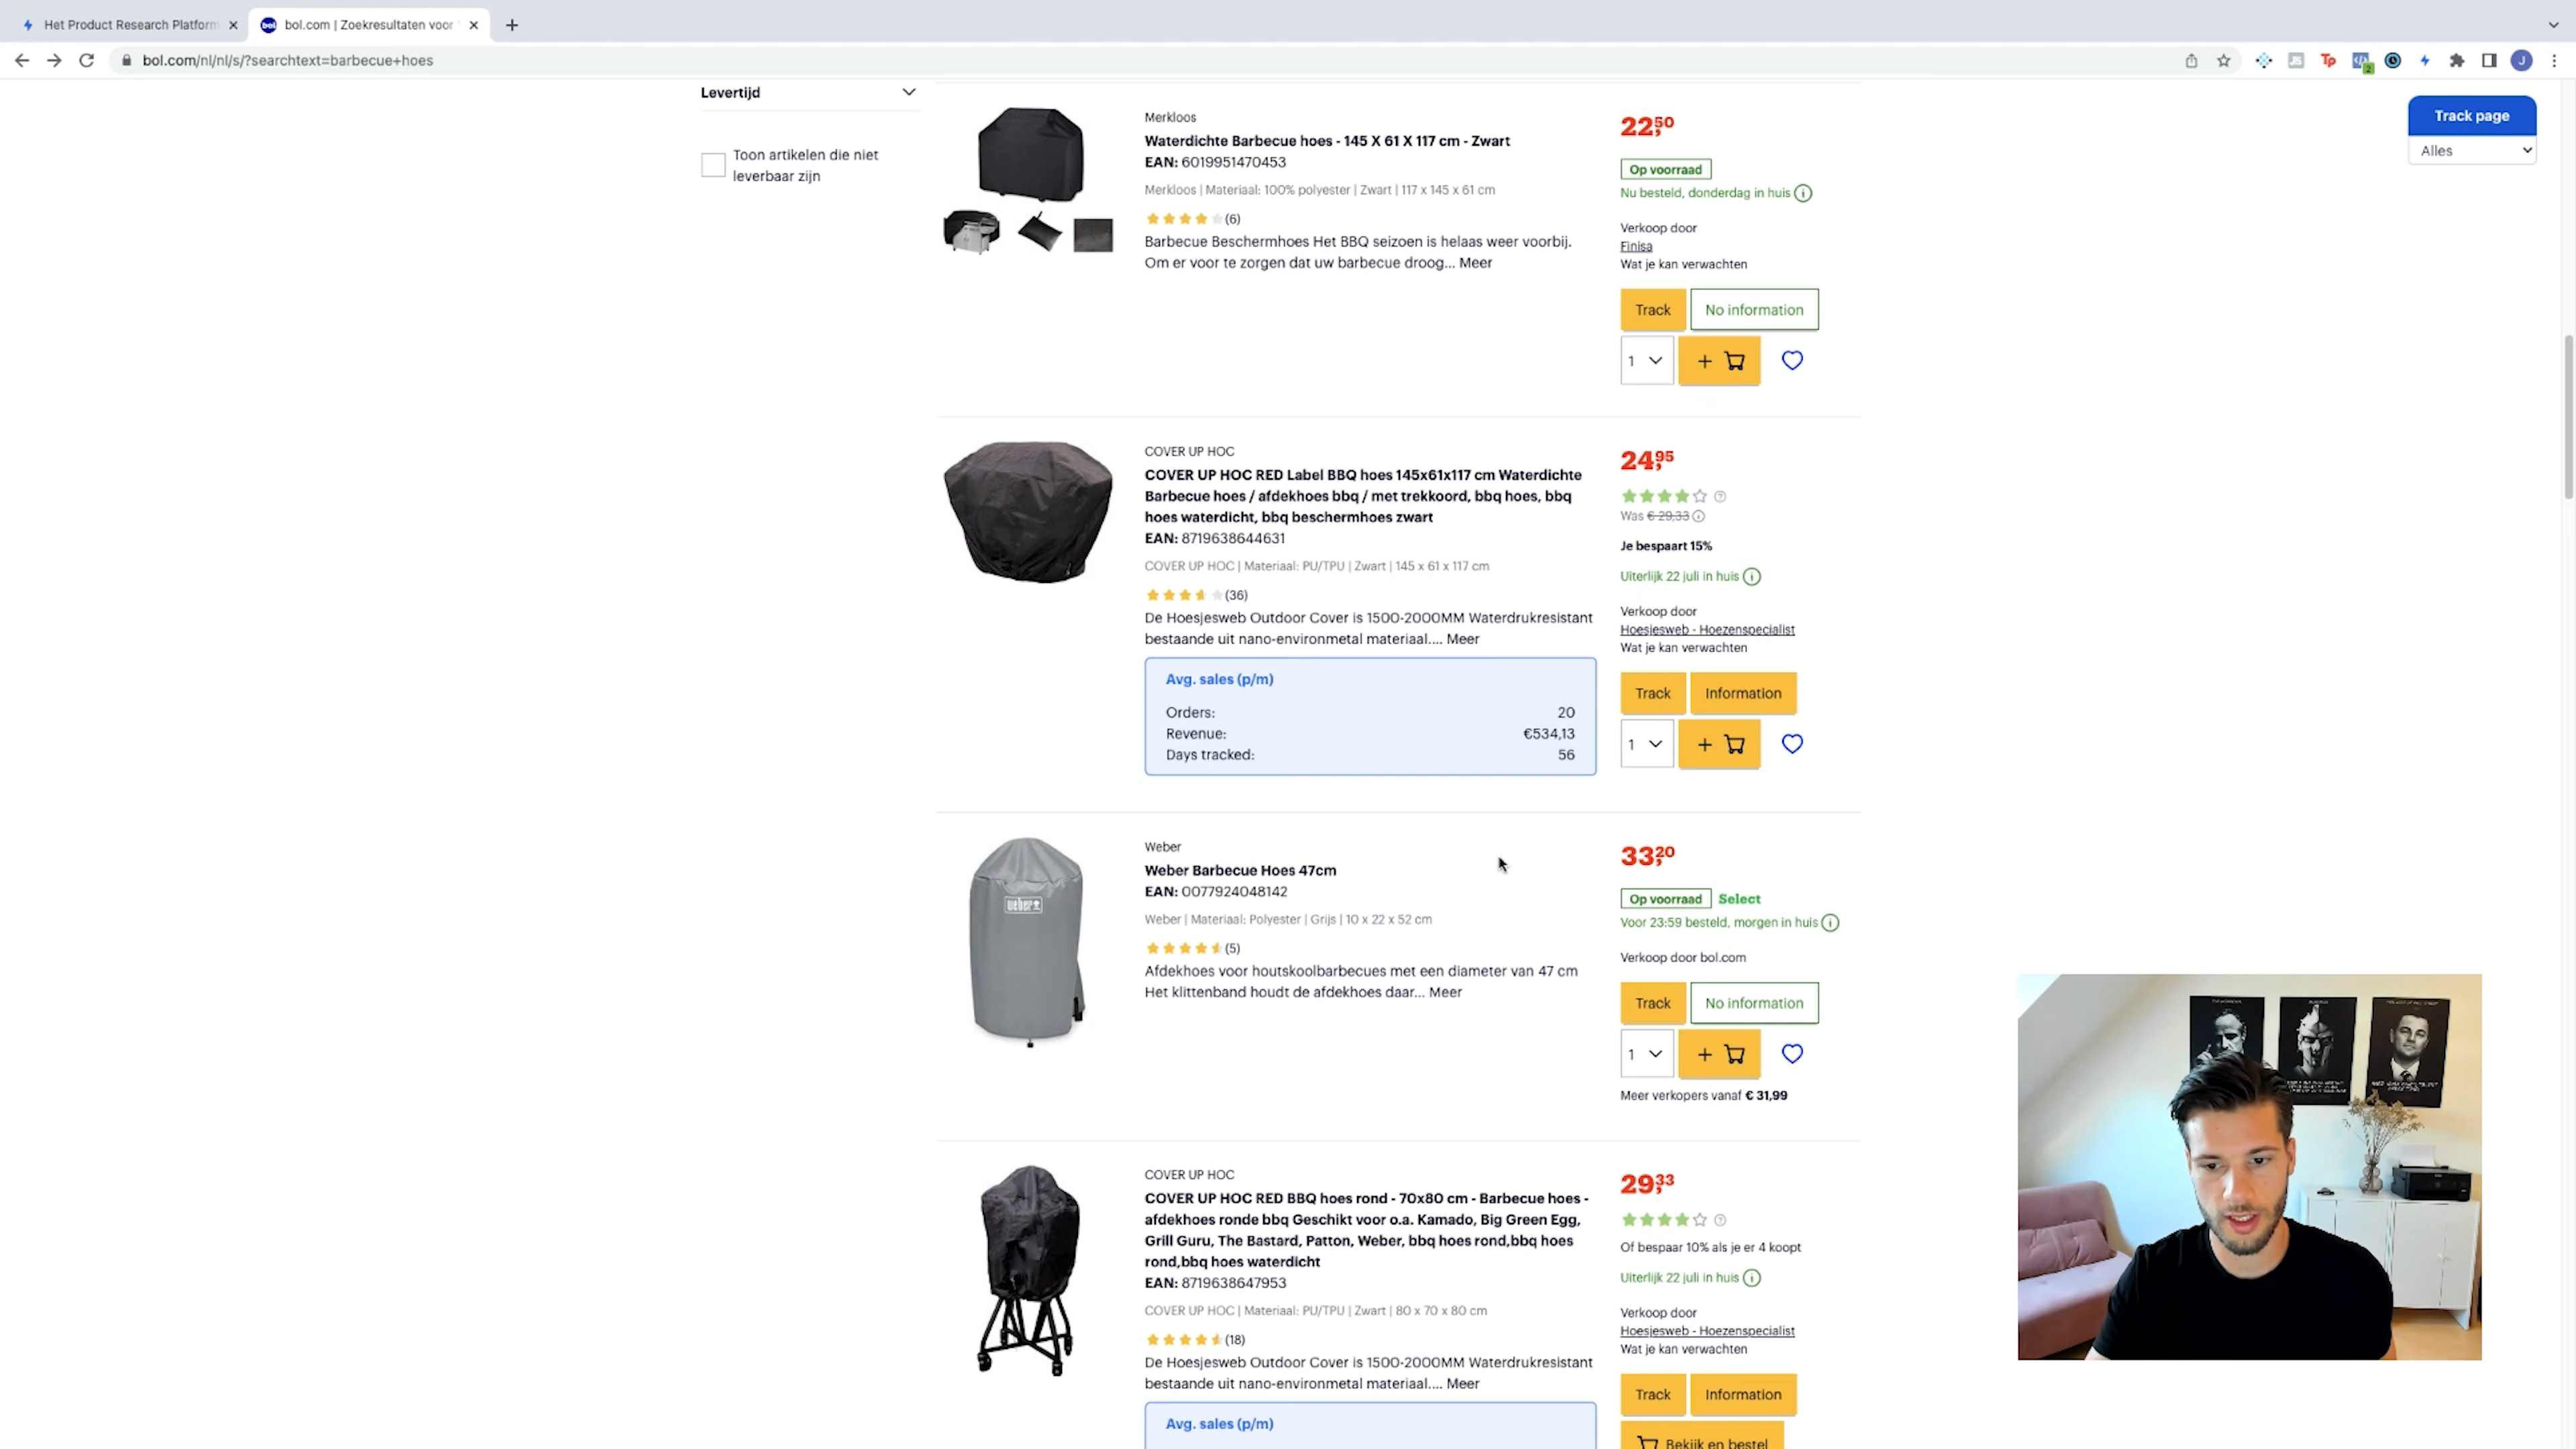 Het Product Research Platform
bol.com | Zoekresultaten voor
bol.com/nl/nl/s/?searchtext=barbecue+hoes
Levertijd
Toon artikelen die niet
leverbaar zijn
Track page
Alles
Merkloos
Waterdichte Barbecue hoes - 145 X 61 X 117 cm - Zwart
EAN: 6019951470453
Merkloos | Materiaal: 100% polyester | Zwart | 117 x 145 x 61 cm
(6)
Barbecue Beschermhoes Het BBQ seizoen is helaas weer voorbij.
Om er voor te zorgen dat uw barbecue droog... Meer
22,50
Op voorraad
Nu besteld, donderdag in huis
Verkoop door
Finisa
Wat je kan verwachten
Track No information
1
COVER UP HOC
COVER UP HOC RED Label BBQ hoes 145x61x117 cm Waterdichte
Barbecue hoes / afdekhoes bbq / met trekkoord, bbq hoes, bbq
hoes waterdicht, bbq beschermhoes zwart
EAN: 8719638644631
COVER UP HOC | Materiaal: PU/TPU | Zwart | 145 x 61 x 117 cm
(36)
De Hoesjesweb Outdoor Cover is 1500-2000MM Waterdrukresistant
bestaande uit nano-environmetal materiaal.... Meer
Avg. sales (p/m)
Orders: 20
Revenue: €534,13
Days tracked: 56
24,95
Was € 29,33
Je bespaart 15%
Uiterlijk 22 juli in huis
Verkoop door
Hoesjesweb - Hoezenspecialist
Wat je kan verwachten
Track Information
1
Weber
Weber Barbecue Hoes 47cm
EAN: 0077924048142
Weber | Materiaal: Polyester | Grijs | 10 x 22 x 52 cm
(5)
Afdekhoes voor houtskoolbarbecues met een diameter van 47 cm
Het klittenband houdt de afdekhoes daar... Meer
weber
33,20
Op voorraad Select
Voor 23:59 besteld, morgen in huis
Verkoop door bol.com
Track No information
1
Meer verkopers vanaf € 31,99
COVER UP HOC
COVER UP HOC RED BBQ hoes rond - 70x80 cm - Barbecue hoes -
afdekhoes ronde bbq Geschikt voor o.a. Kamado, Big Green Egg,
Grill Guru, The Bastard, Patton, Weber, bbq hoes rond,bbq hoes
rond,bbq hoes waterdicht
EAN: 8719638647953
COVER UP HOC | Materiaal: PU/TPU | Zwart | 80 x 70 x 80 cm
(18)
De Hoesjesweb Outdoor Cover is 1500-2000MM Waterdrukresistant
bestaande uit nano-environmetal materiaal.... Meer
Avg. sales (p/m)
29,33
Of bespaar 10% als je er 4 koopt
Uiterlijk 22 juli in huis
Verkoop door
Hoesjesweb - Hoezenspecialist
Wat je kan verwachten
Track Information
Bekijk en bestel